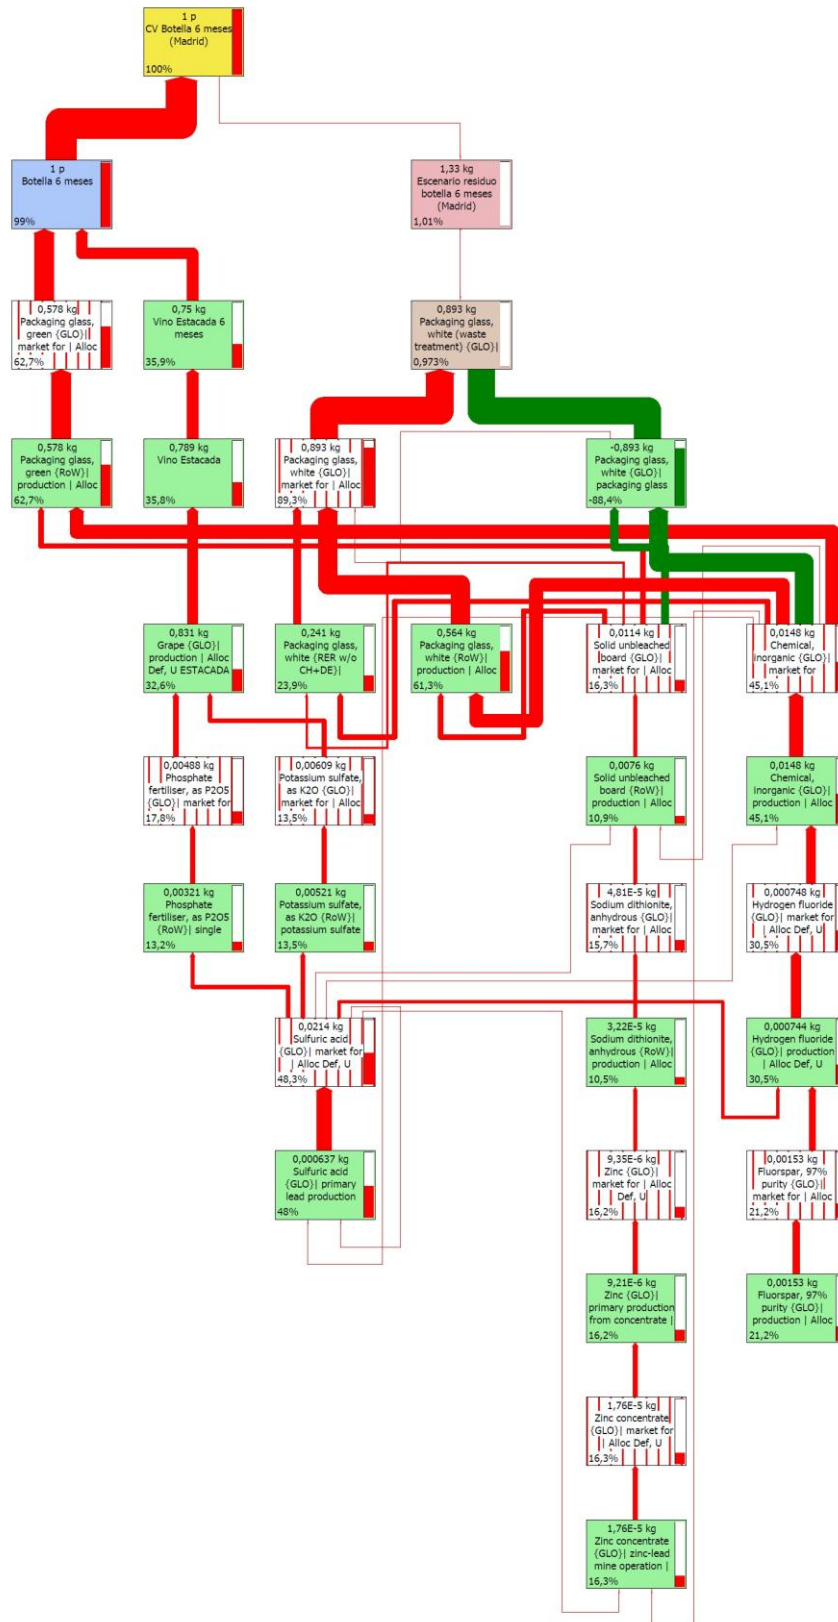 1 p
CV Botella 6 meses
(Madrid)
100%
1 p
Botella 6 meses
99%
1,33 kg
Escenario residuo
botella 6 meses
(Madrid)
1,01%
0,578 kg
Packaging glass,
green {GLO}|
market for | Alloc
62,7%
0,75 kg
Vino Estacada 6
meses
35,9%
0,893 kg
Packaging glass,
white (waste
treatment) {GLO}|
0,973%
0,578 kg
Packaging glass,
green {RoW}|
production | Alloc
62,7%
0,789 kg
Vino Estacada
35,8%
0,893 kg
Packaging glass,
white {GLO}|
market for | Alloc
89,3%
-0,893 kg
Packaging glass,
white {GLO}|
packaging glass
-88,4%
0,831 kg
Grape {GLO}|
production | Alloc
Def, U ESTACADA
32,6%
0,241 kg
Packaging glass,
white {RER w/o
CH+DE}|
23,9%
0,564 kg
Packaging glass,
white {RoW}|
production | Alloc
61,3%
0,0114 kg
Solid unbleached
board {GLO}|
market for | Alloc
16,3%
0,0148 kg
Chemical,
inorganic {GLO}|
market for
45,1%
0,00488 kg
Phosphate
fertiliser, as P2O5
{GLO}| market for
17,8%
0,00609 kg
Potassium sulfate,
as K2O {GLO}|
market for | Alloc
13,5%
0,0076 kg
Solid unbleached
board {RoW}|
production | Alloc
10,9%
0,0148 kg
Chemical,
inorganic {GLO}|
production | Alloc
45,1%
0,00321 kg
Phosphate
fertiliser, as P2O5
{RoW}| single
13,2%
0,00521 kg
Potassium sulfate,
as K2O {RoW}|
potassium sulfate
13,5%
4,81E-5 kg
Sodium dithionite,
anhydrous {GLO}|
market for | Alloc
15,7%
0,000748 kg
Hydrogen fluoride
{GLO}| market for
| Alloc Def, U
30,5%
0,0214 kg
Sulfuric acid
{GLO}| market for
| Alloc Def, U
48,3%
3,22E-5 kg
Sodium dithionite,
anhydrous {RoW}|
production | Alloc
10,5%
0,000744 kg
Hydrogen fluoride
{GLO}| production
| Alloc Def, U
30,5%
0,000637 kg
Sulfuric acid
{GLO}| primary
lead production
48%
9,35E-6 kg
Zinc {GLO}|
market for | Alloc
Def, U
16,2%
0,00153 kg
Fluorspar, 97%
purity {GLO}|
market for | Alloc
21,2%
9,21E-6 kg
Zinc {GLO}|
primary production
from concentrate |
16,2%
0,00153 kg
Fluorspar, 97%
purity {GLO}|
production | Alloc
21,2%
1,76E-5 kg
Zinc concentrate
{GLO}| market for
| Alloc Def, U
16,3%
1,76E-5 kg
Zinc concentrate
{GLO}| zinc-lead
mine operation |
16,3%